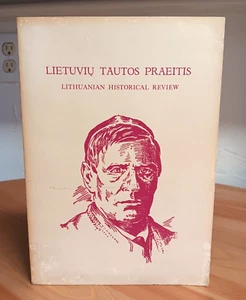 LIETUVIŲ TAUTOS PRAEITIS
LITHUANIAN HISTORICAL REVIEW